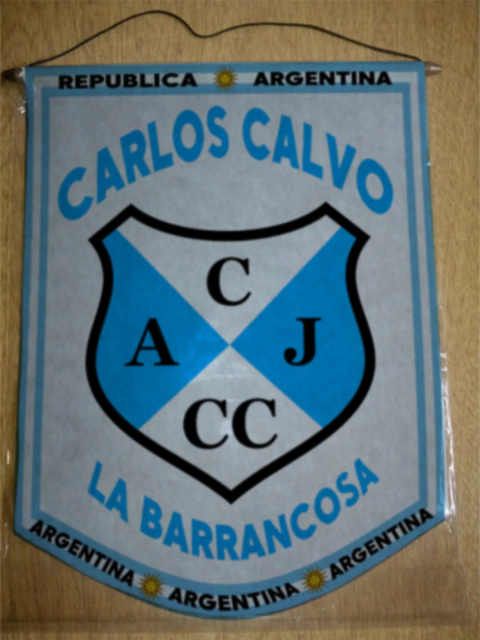 REPUBLICA ARGENTINA
CARLOS CALVO
C
A J
CC
LA BARRANCOSA
ARGENTINA ARGENTINA ARGENTINA